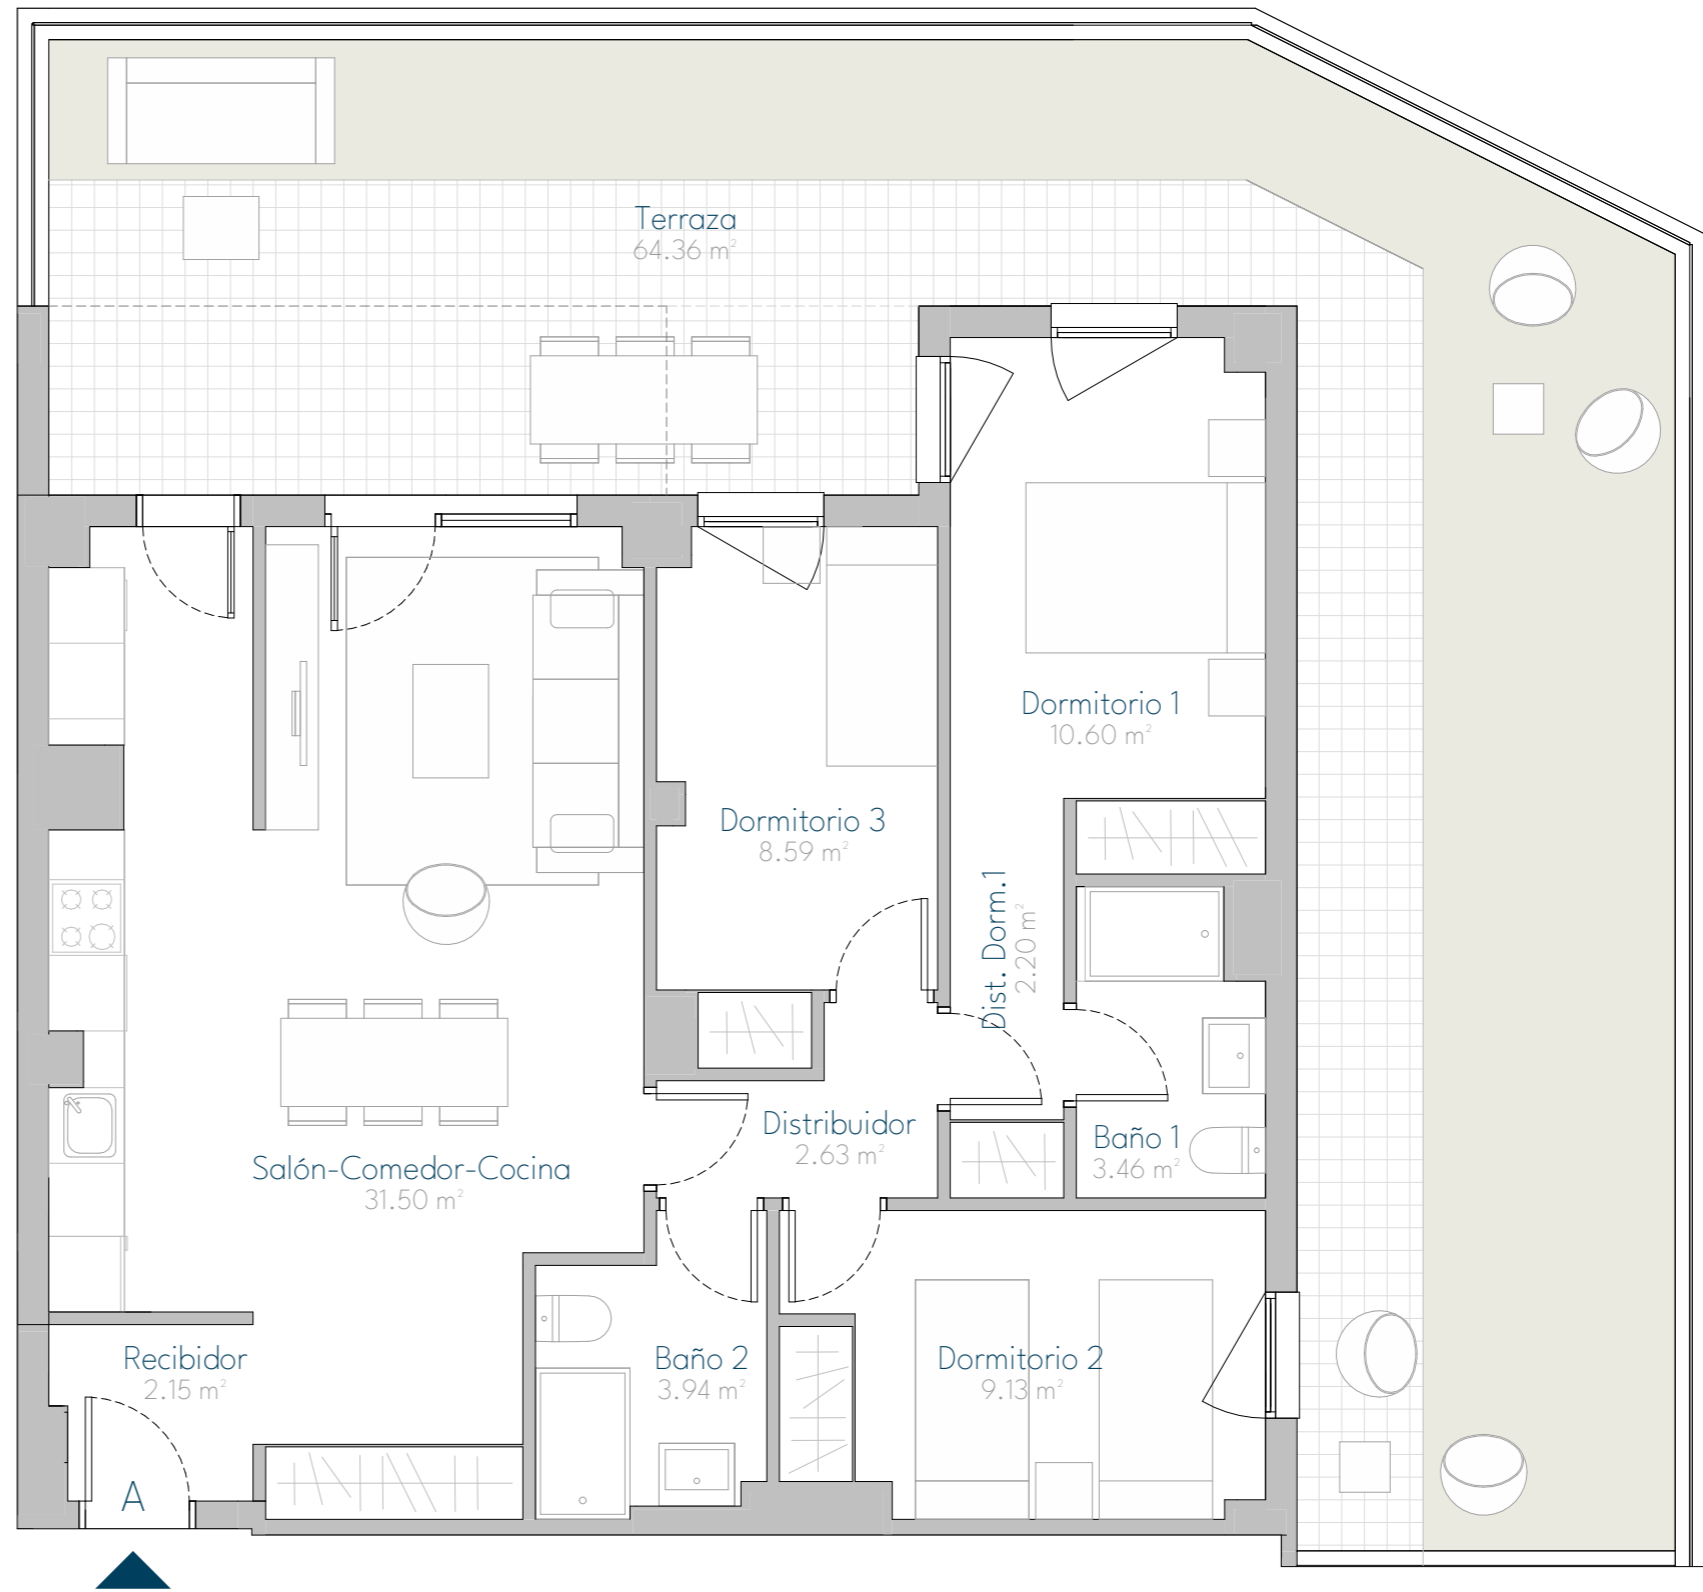 Terraza
64.36 m²
Dormitorio 1
10.60 m²
Dormitorio 3
8.59 m²
Dist. Dorm.1
2.20 m²
Distribuidor
2.63 m²
Baño 1
3.46 m²
Salón-Comedor-Cocina
31.50 m²
Recibidor
2.15 m²
Baño 2
3.94 m²
Dormitorio 2
9.13 m²
A